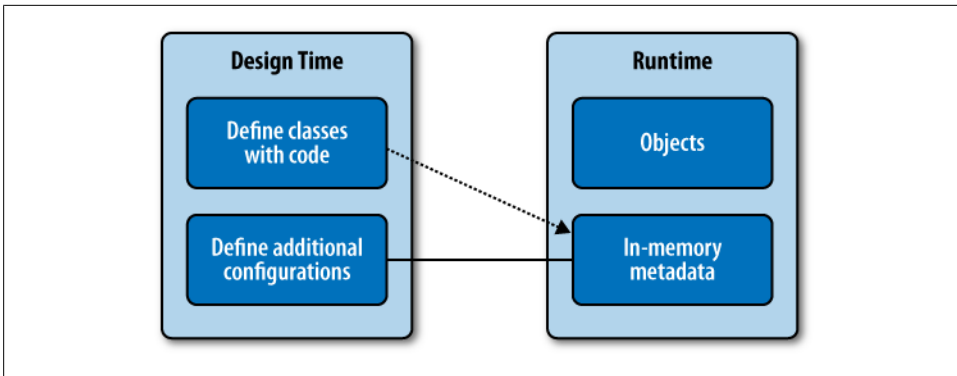 Design Time
Define classes
with code
Define additional
configurations
Runtime
Objects
In-memory
metadata